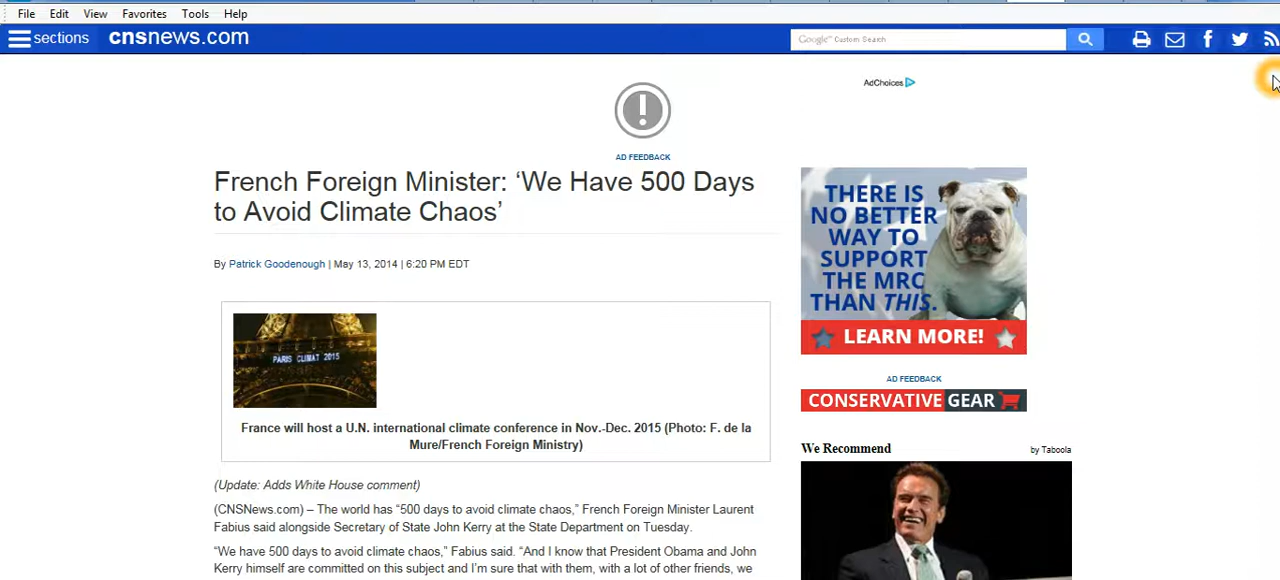 File Edit View Favorites Tools Help
sections cnsnews.com Google™ Custom Search
AdChoices
AD FEEDBACK
French Foreign Minister: ‘We Have 500 Days
to Avoid Climate Chaos’
By Patrick Goodenough | May 13, 2014 | 6:20 PM EDT
PARIS CLIMAT 2015
France will host a U.N. international climate conference in Nov.-Dec. 2015 (Photo: F. de la
Mure/French Foreign Ministry)
(Update: Adds White House comment)
(CNSNews.com) – The world has “500 days to avoid climate chaos,” French Foreign Minister Laurent
Fabius said alongside Secretary of State John Kerry at the State Department on Tuesday.
“We have 500 days to avoid climate chaos,” Fabius said. “And I know that President Obama and John
Kerry himself are committed on this subject and I’m sure that with them, with a lot of other friends, we
THERE IS
NO BETTER
WAY TO
SUPPORT
THE MRC
THAN THIS.
LEARN MORE!
AD FEEDBACK
CONSERVATIVE GEAR
We Recommend by Taboola